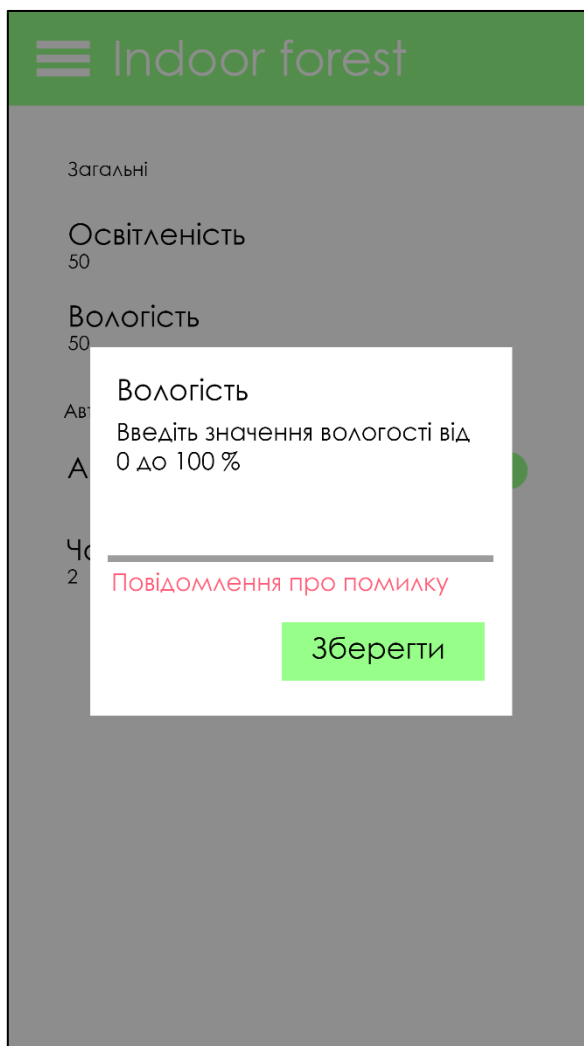 Indoor forest
Загальні
Освітленість
50
Вологість
50
Вологість
Введіть значення вологості від
0 до 100 %
2
Повідомлення про помилку
Зберегти